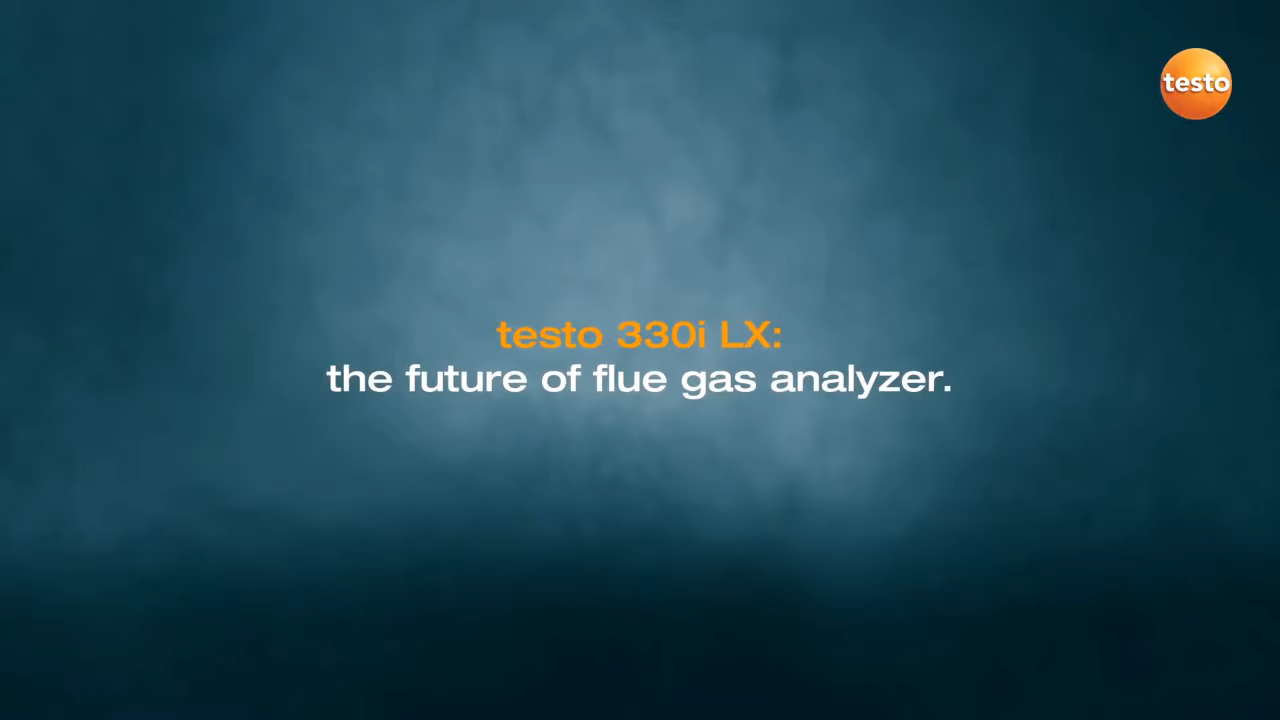 testo
testo 330i LX:
the future of flue gas analyzer.